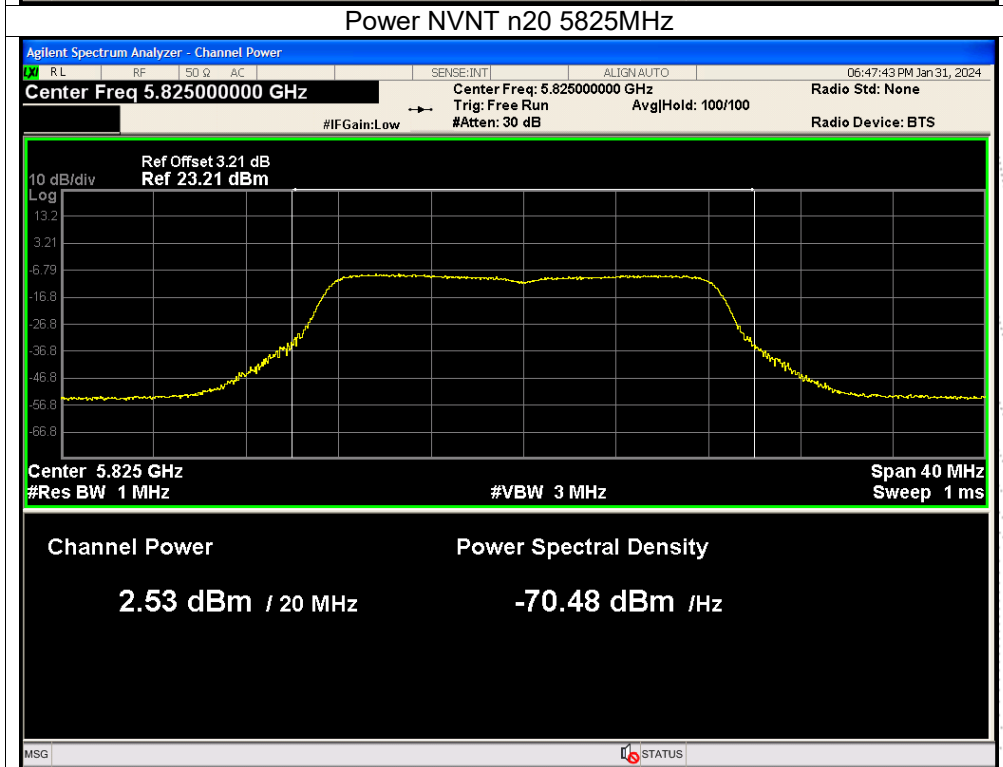 Power NVNT n20 5825MHz
Agilent Spectrum Analyzer - Channel Power
LXI RL RF 50 Ω AC SENSE:INT ALIGN AUTO 06:47:43 PM Jan 31, 2024
Center Freq 5.825000000 GHz Center Freq: 5.825000000 GHz Radio Std: None
Trig: Free Run Avg|Hold: 100/100
#IFGain:Low #Atten: 30 dB Radio Device: BTS
Ref Offset 3.21 dB
10 dB/div Ref 23.21 dBm
Log
13.2
3.21
-6.79
-16.8
-26.8
-36.8
-46.8
-56.8
-66.8
Center 5.825 GHz Span 40 MHz
#Res BW 1 MHz #VBW 3 MHz Sweep 1 ms
Channel Power Power Spectral Density
2.53 dBm / 20 MHz -70.48 dBm /Hz
MSG STATUS